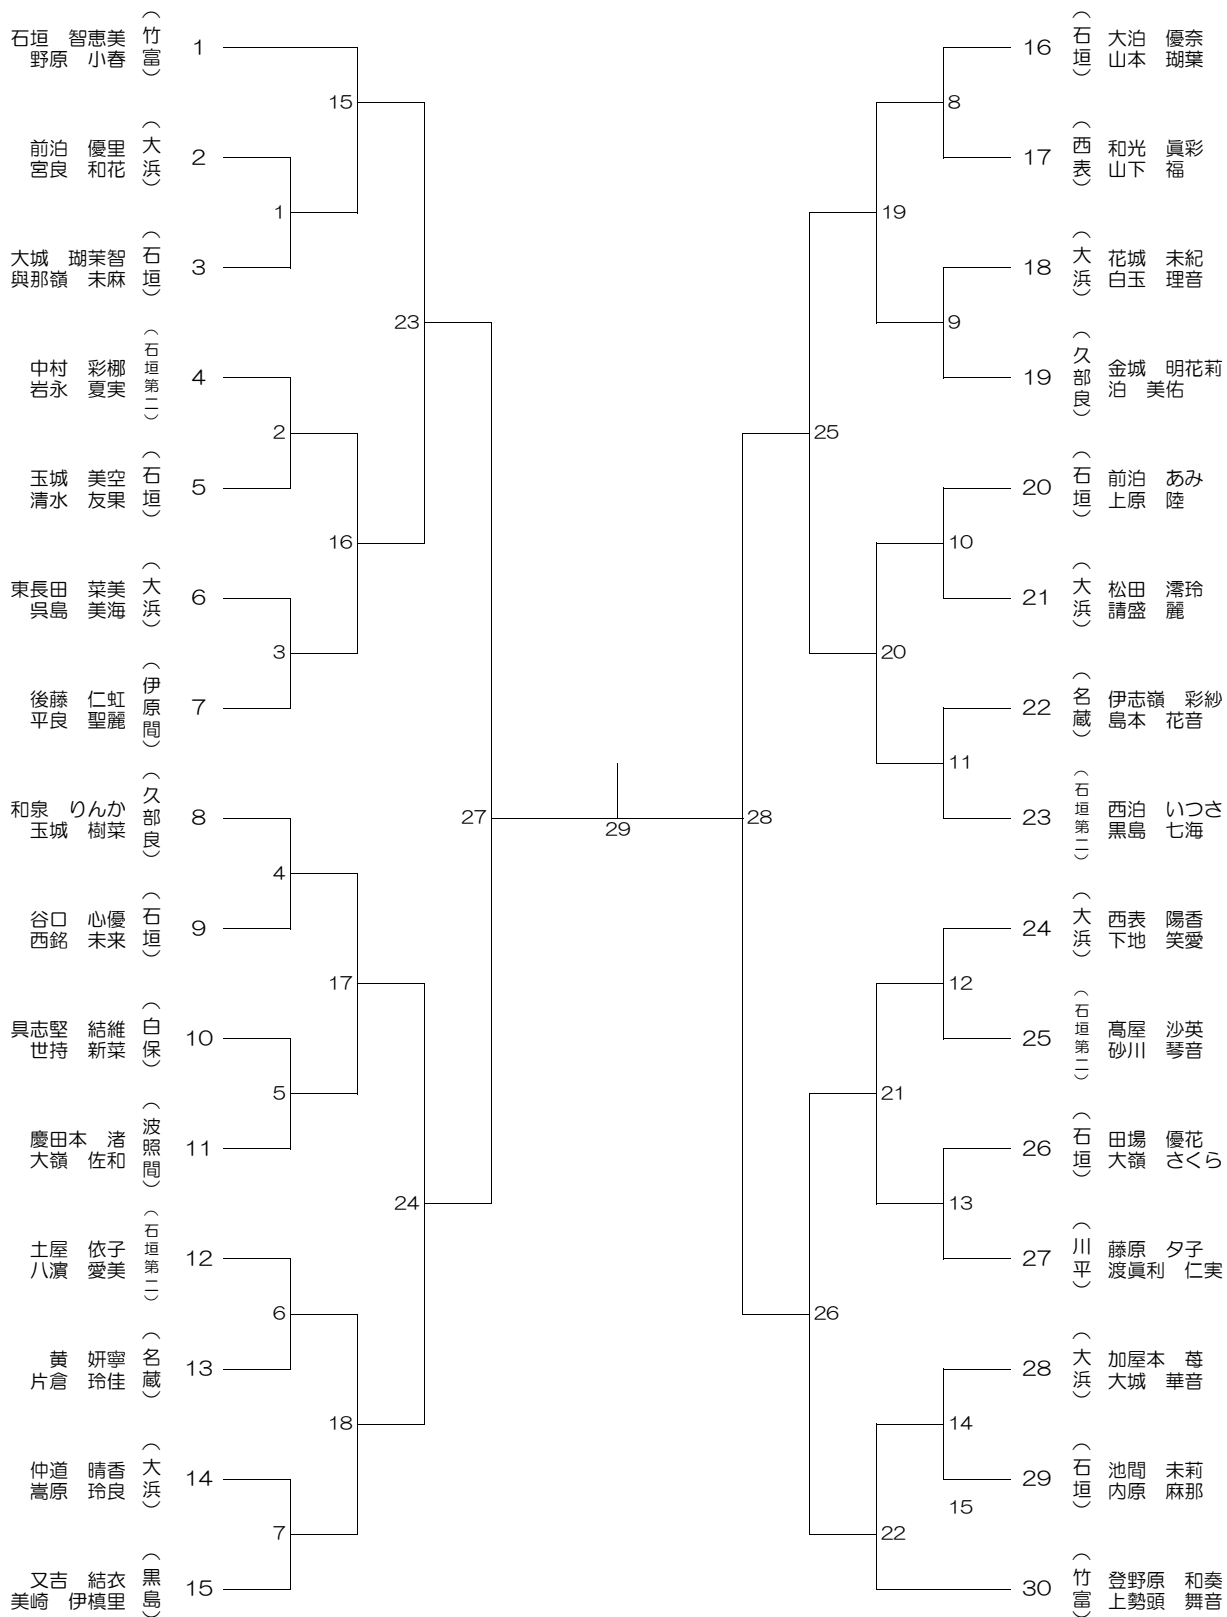 石垣　智恵美
野原　小春
（竹富）
1
前泊　優里
宮良　和花
（大浜）
2
大城　瑚茉智
與那嶺　未麻
（石垣）
3
中村　彩梛
岩永　夏実
（石垣第二）
4
玉城　美空
清水　友果
（石垣）
5
東長田　菜美
呉島　美海
（大浜）
6
後藤　仁虹
平良　聖麗
（伊原間）
7
和泉　りんか
玉城　樹菜
（久部良）
8
谷口　心優
西銘　未来
（石垣）
9
具志堅　結維
世持　新菜
（白保）
10
慶田本　渚
大嶺　佐和
（波照間）
11
土屋　依子
八濵　愛美
（石垣第二）
12
黄　妍寧
片倉　玲佳
（名蔵）
13
仲道　晴香
嵩原　玲良
（大浜）
14
又吉　結衣
美崎　伊槙里
（黒島）
15
1
2
3
4
5
6
7
15
16
17
18
23
24
27
29
28
25
26
19
20
21
22
8
9
10
11
12
13
14
15
16
（石垣）
大泊　優奈
山本　瑚葉
17
（西表）
和光　眞彩
山下　福
18
（大浜）
花城　未紀
白玉　理音
19
（久部良）
金城　明花莉
泊　美佑
20
（石垣）
前泊　あみ
上原　陸
21
（大浜）
松田　澪玲
請盛　麗
22
（名蔵）
伊志嶺　彩紗
島本　花音
23
（石垣第二）
西泊　いつさ
黒島　七海
24
（大浜）
西表　陽香
下地　笑愛
25
（石垣第二）
髙屋　沙英
砂川　琴音
26
（石垣）
田場　優花
大嶺　さくら
27
（川平）
藤原　夕子
渡眞利　仁実
28
（大浜）
加屋本　苺
大城　華音
29
（石垣）
池間　未莉
内原　麻那
30
（竹富）
登野原　和奏
上勢頭　舞音